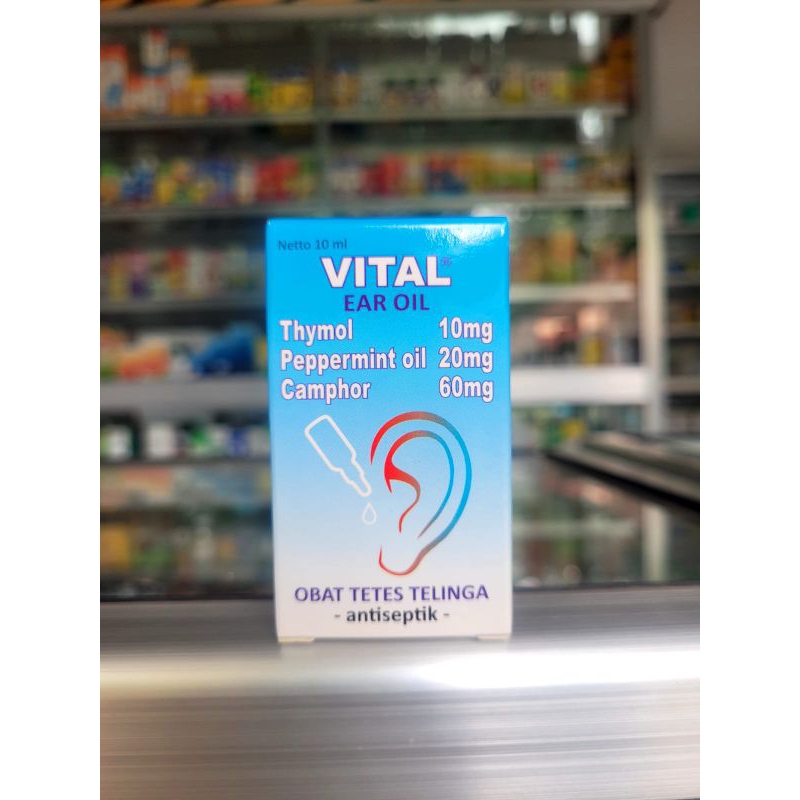 Netto 10 ml
VITAL
EAR OIL
Thymol 10mg
Peppermint oil 20mg
Camphor 60mg
OBAT TETES TELINGA
- antiseptik -